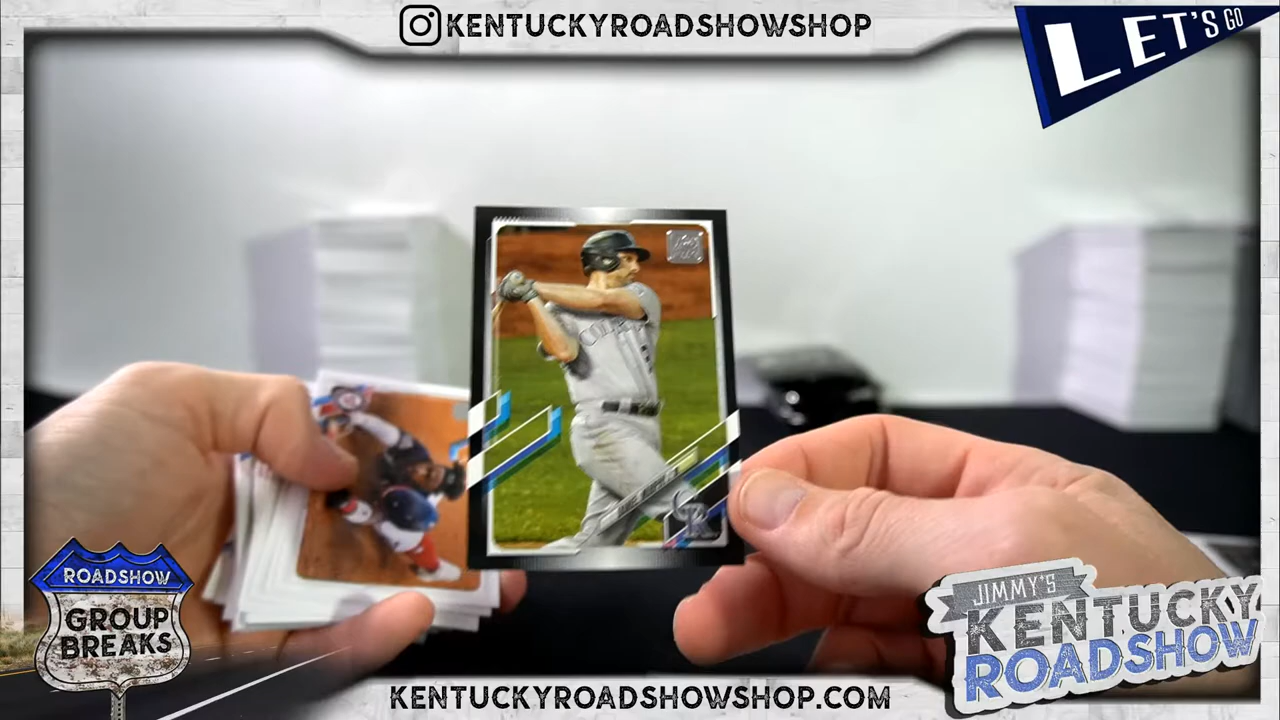 KENTUCKYROADSHOWSHOP
LET'S GO
ROADSHOW
GROUP
BREAKS
JIMMY'S
KENTUCKY
ROADSHOW
KENTUCKYROADSHOWSHOP.COM